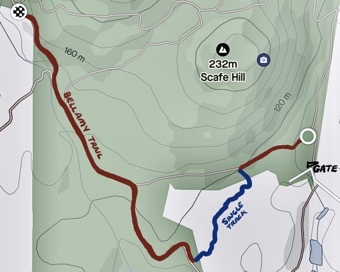 160 m
232m
Scafe Hill
120 m
BELLAMY TRAIL
GATE
SINGLE
TRACK